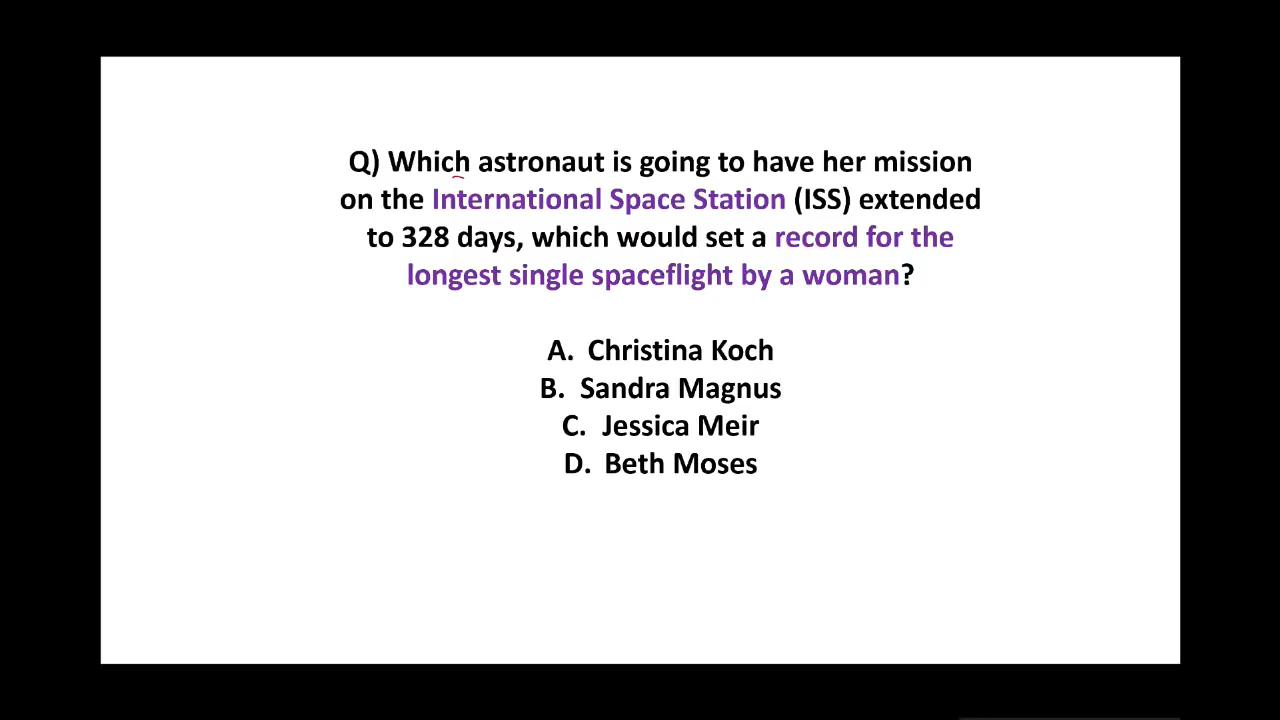 Q) Which astronaut is going to have her mission
on the International Space Station (ISS) extended
to 328 days, which would set a record for the
longest single spaceflight by a woman?
A. Christina Koch
B. Sandra Magnus
C. Jessica Meir
D. Beth Moses